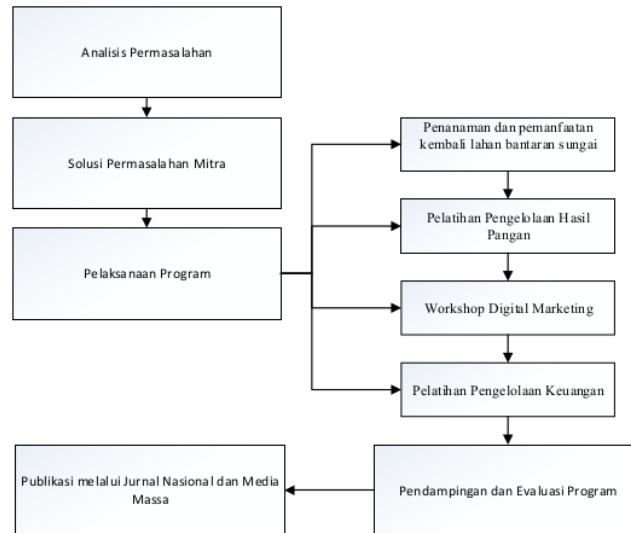 Analisis Permasalahan
Solusi Permasalahan Mitra
Pelaksanaan Program
Penanaman dan pemanfaatan
kembali lahan bantaran sungai
Pelatihan Pengelolaan Hasil
Pangan
Workshop Digital Marketing
Pelatihan Pengelolaan Keuangan
Pendampingan dan Evaluasi Program
Publikasi melalui Jurnal Nasional dan Media
Massa